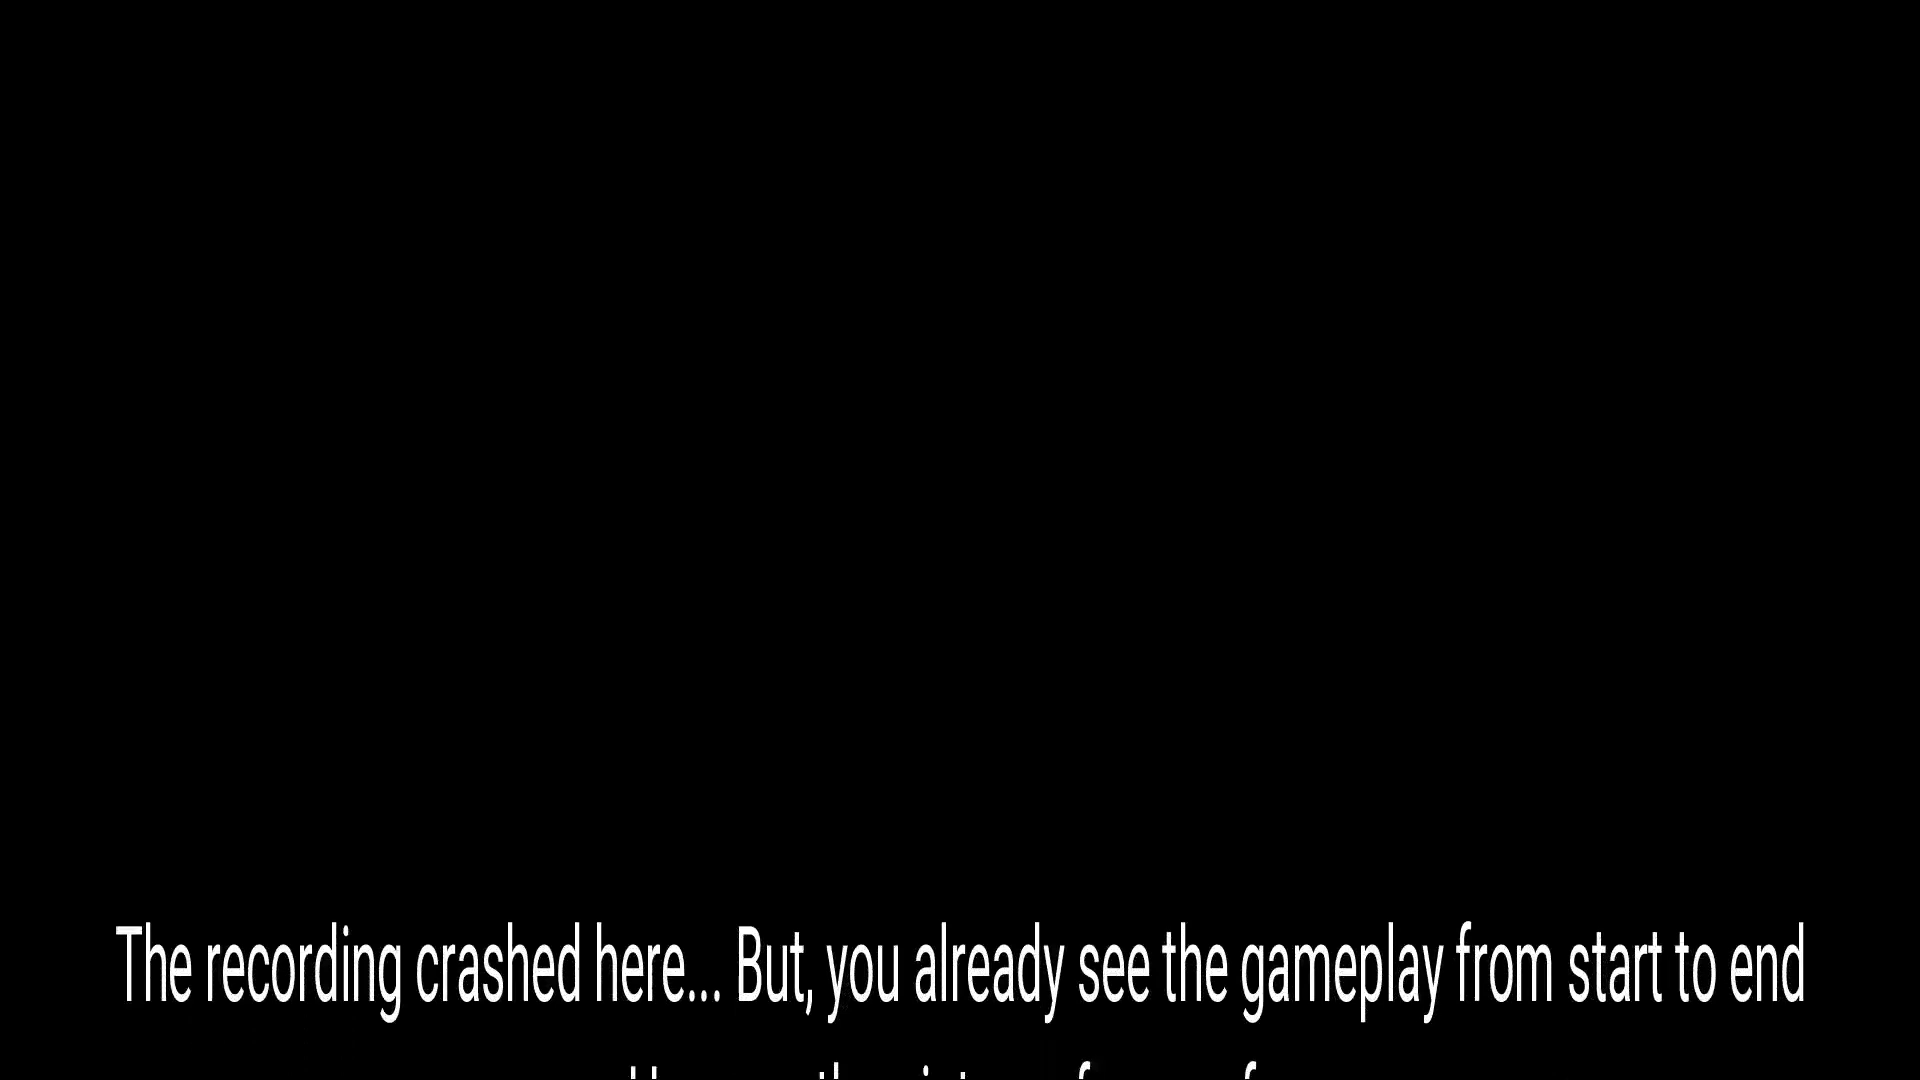 The recording crashed here... But, you already see the gameplay from start to end